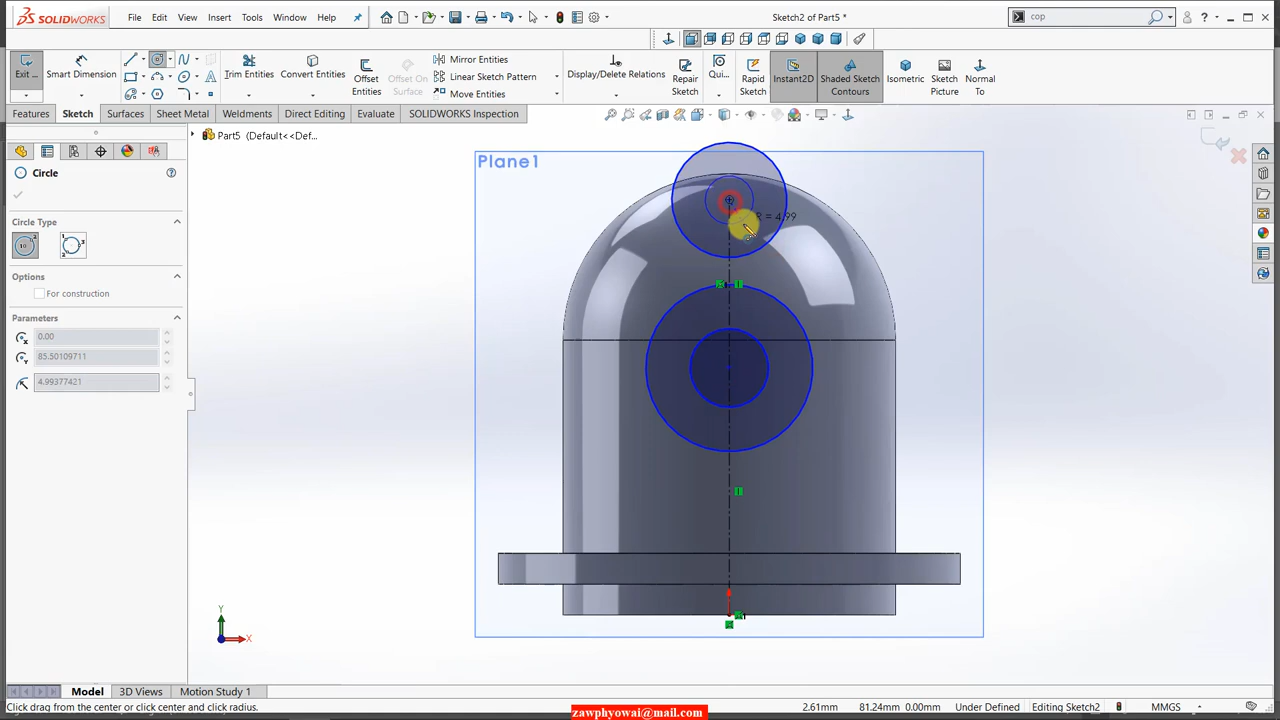 SOLIDWORKS
File
Edit
View
Insert
Tools
Window
Help
Sketch2 of Part5 *
cop
Exit ...
Smart Dimension
Trim Entities
Convert Entities
Offset Entities
Offset On Surface
Mirror Entities
Linear Sketch Pattern
Move Entities
Display/Delete Relations
Repair Sketch
Qui...
Rapid Sketch
Instant2D
Shaded Sketch Contours
Isometric
Sketch Picture
Normal To
Features
Sketch
Surfaces
Sheet Metal
Weldments
Direct Editing
Evaluate
SOLIDWORKS Inspection
Part5 (Default<<Def...
Circle
Circle Type
Options
For construction
Parameters
0.00
85.50109711
4.99377421
Plane1
R = 4.99
Y
X
Model
3D Views
Motion Study 1
Click drag from the center or click radius.
2.61mm
81.24mm
0.00mm
Under Defined
Editing Sketch2
MMGS
zawphyowai@mail.com